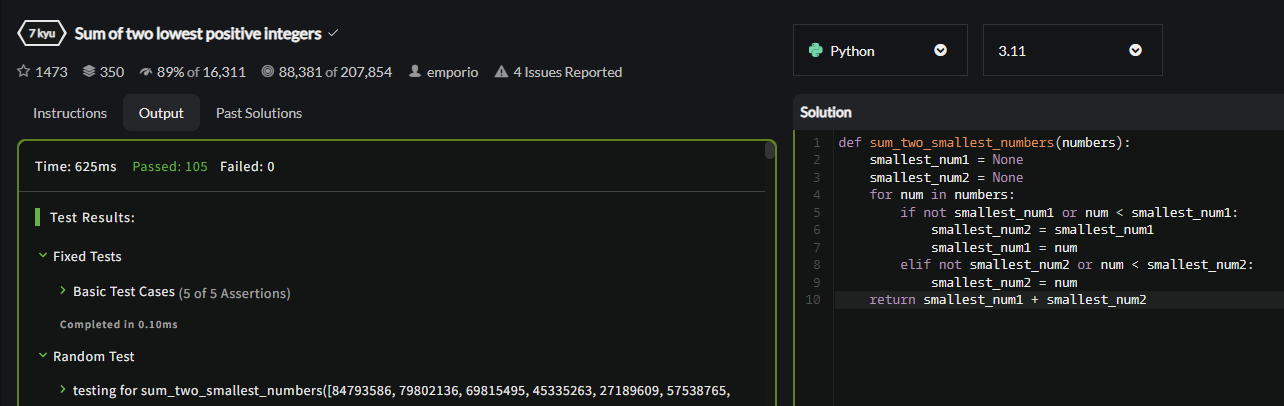 7 kyu Sum of two lowest positive integers
1473 350 89% of 16,311 88,381 of 207,854 emporio 4 Issues Reported
Instructions Output Past Solutions
Time: 625ms Passed: 105 Failed: 0
Test Results:
Fixed Tests
Basic Test Cases (5 of 5 Assertions)
Completed in 0.10ms
Random Test
testing for sum_two_smallest_numbers([84793586, 79802136, 69815495, 45335263, 27189609, 57538765,
Python 3.11
Solution
1 def sum_two_smallest_numbers(numbers):
2 smallest_num1 = None
3 smallest_num2 = None
4 for num in numbers:
5 if not smallest_num1 or num < smallest_num1:
6 smallest_num2 = smallest_num1
7 smallest_num1 = num
8 elif not smallest_num2 or num < smallest_num2:
9 smallest_num2 = num
10 return smallest_num1 + smallest_num2